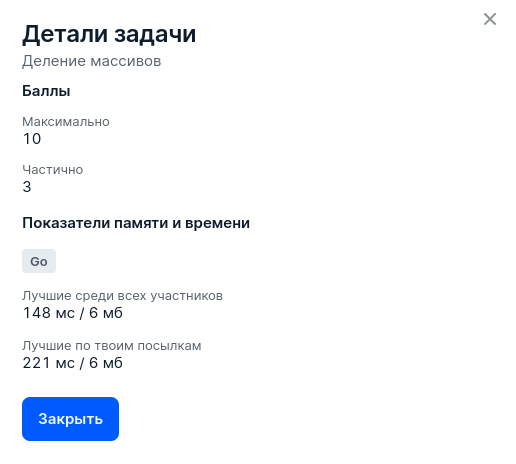 Детали задачи
Деление массивов
Баллы
Максимально
10
Частично
3
Показатели памяти и времени
Go
Лучшие среди всех участников
148 мс / 6 мб
Лучшие по твоим посылкам
221 мс / 6 мб
Закрыть